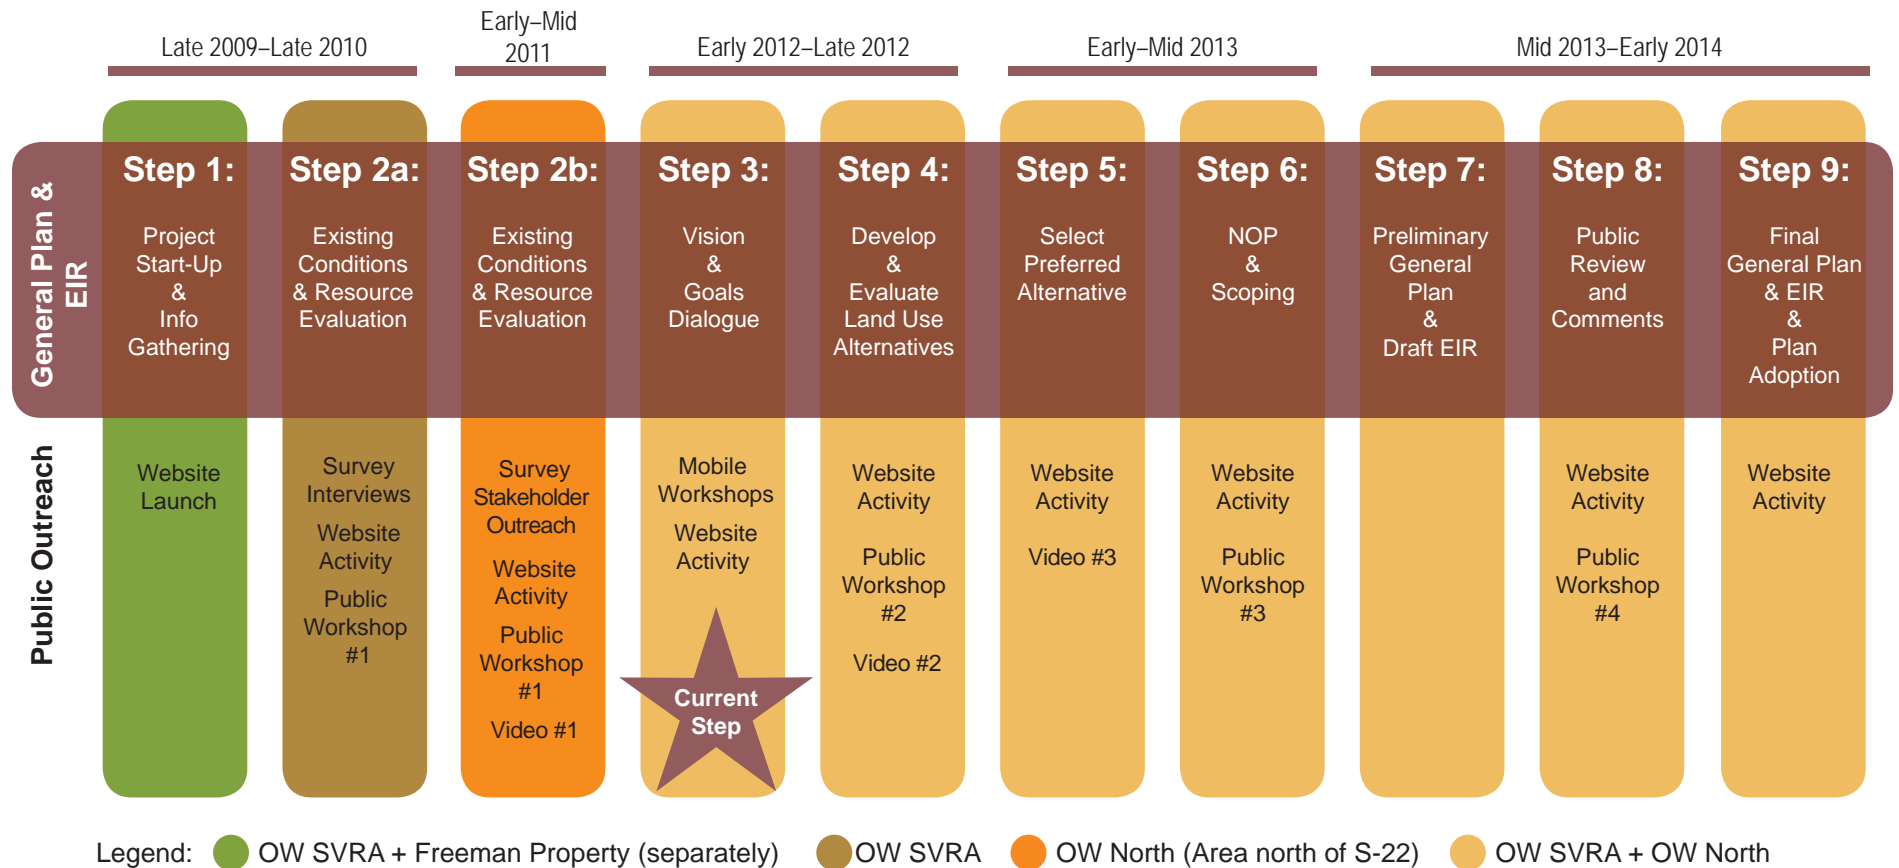 Late 2009–Late 2010
Early–Mid
2011
Early 2012–Late 2012
Early–Mid 2013
Mid 2013–Early 2014
General Plan &
EIR
Step 1:
Project
Start-Up
&
Info
Gathering
Step 2a:
Existing
Conditions
& Resource
Evaluation
Step 2b:
Existing
Conditions
& Resource
Evaluation
Step 3:
Vision
&
Goals
Dialogue
Step 4:
Develop
&
Evaluate
Land Use
Alternatives
Step 5:
Select
Preferred
Alternative
Step 6:
NOP
&
Scoping
Step 7:
Preliminary
General
Plan
&
Draft EIR
Step 8:
Public
Review
and
Comments
Step 9:
Final
General Plan
& EIR
&
Plan
Adoption
Public Outreach
Website
Launch
Survey
Interviews
Website
Activity
Public
Workshop
#1
Survey
Stakeholder
Outreach
Website
Activity
Public
Workshop
#1
Video #1
Mobile
Workshops
Website
Activity
Current
Step
Website
Activity
Public
Workshop
#2
Video #2
Website
Activity
Video #3
Website
Activity
Public
Workshop
#3
Website
Activity
Public
Workshop
#4
Website
Activity
Legend:
OW SVRA + Freeman Property (separately)
OW SVRA
OW North (Area north of S-22)
OW SVRA + OW North